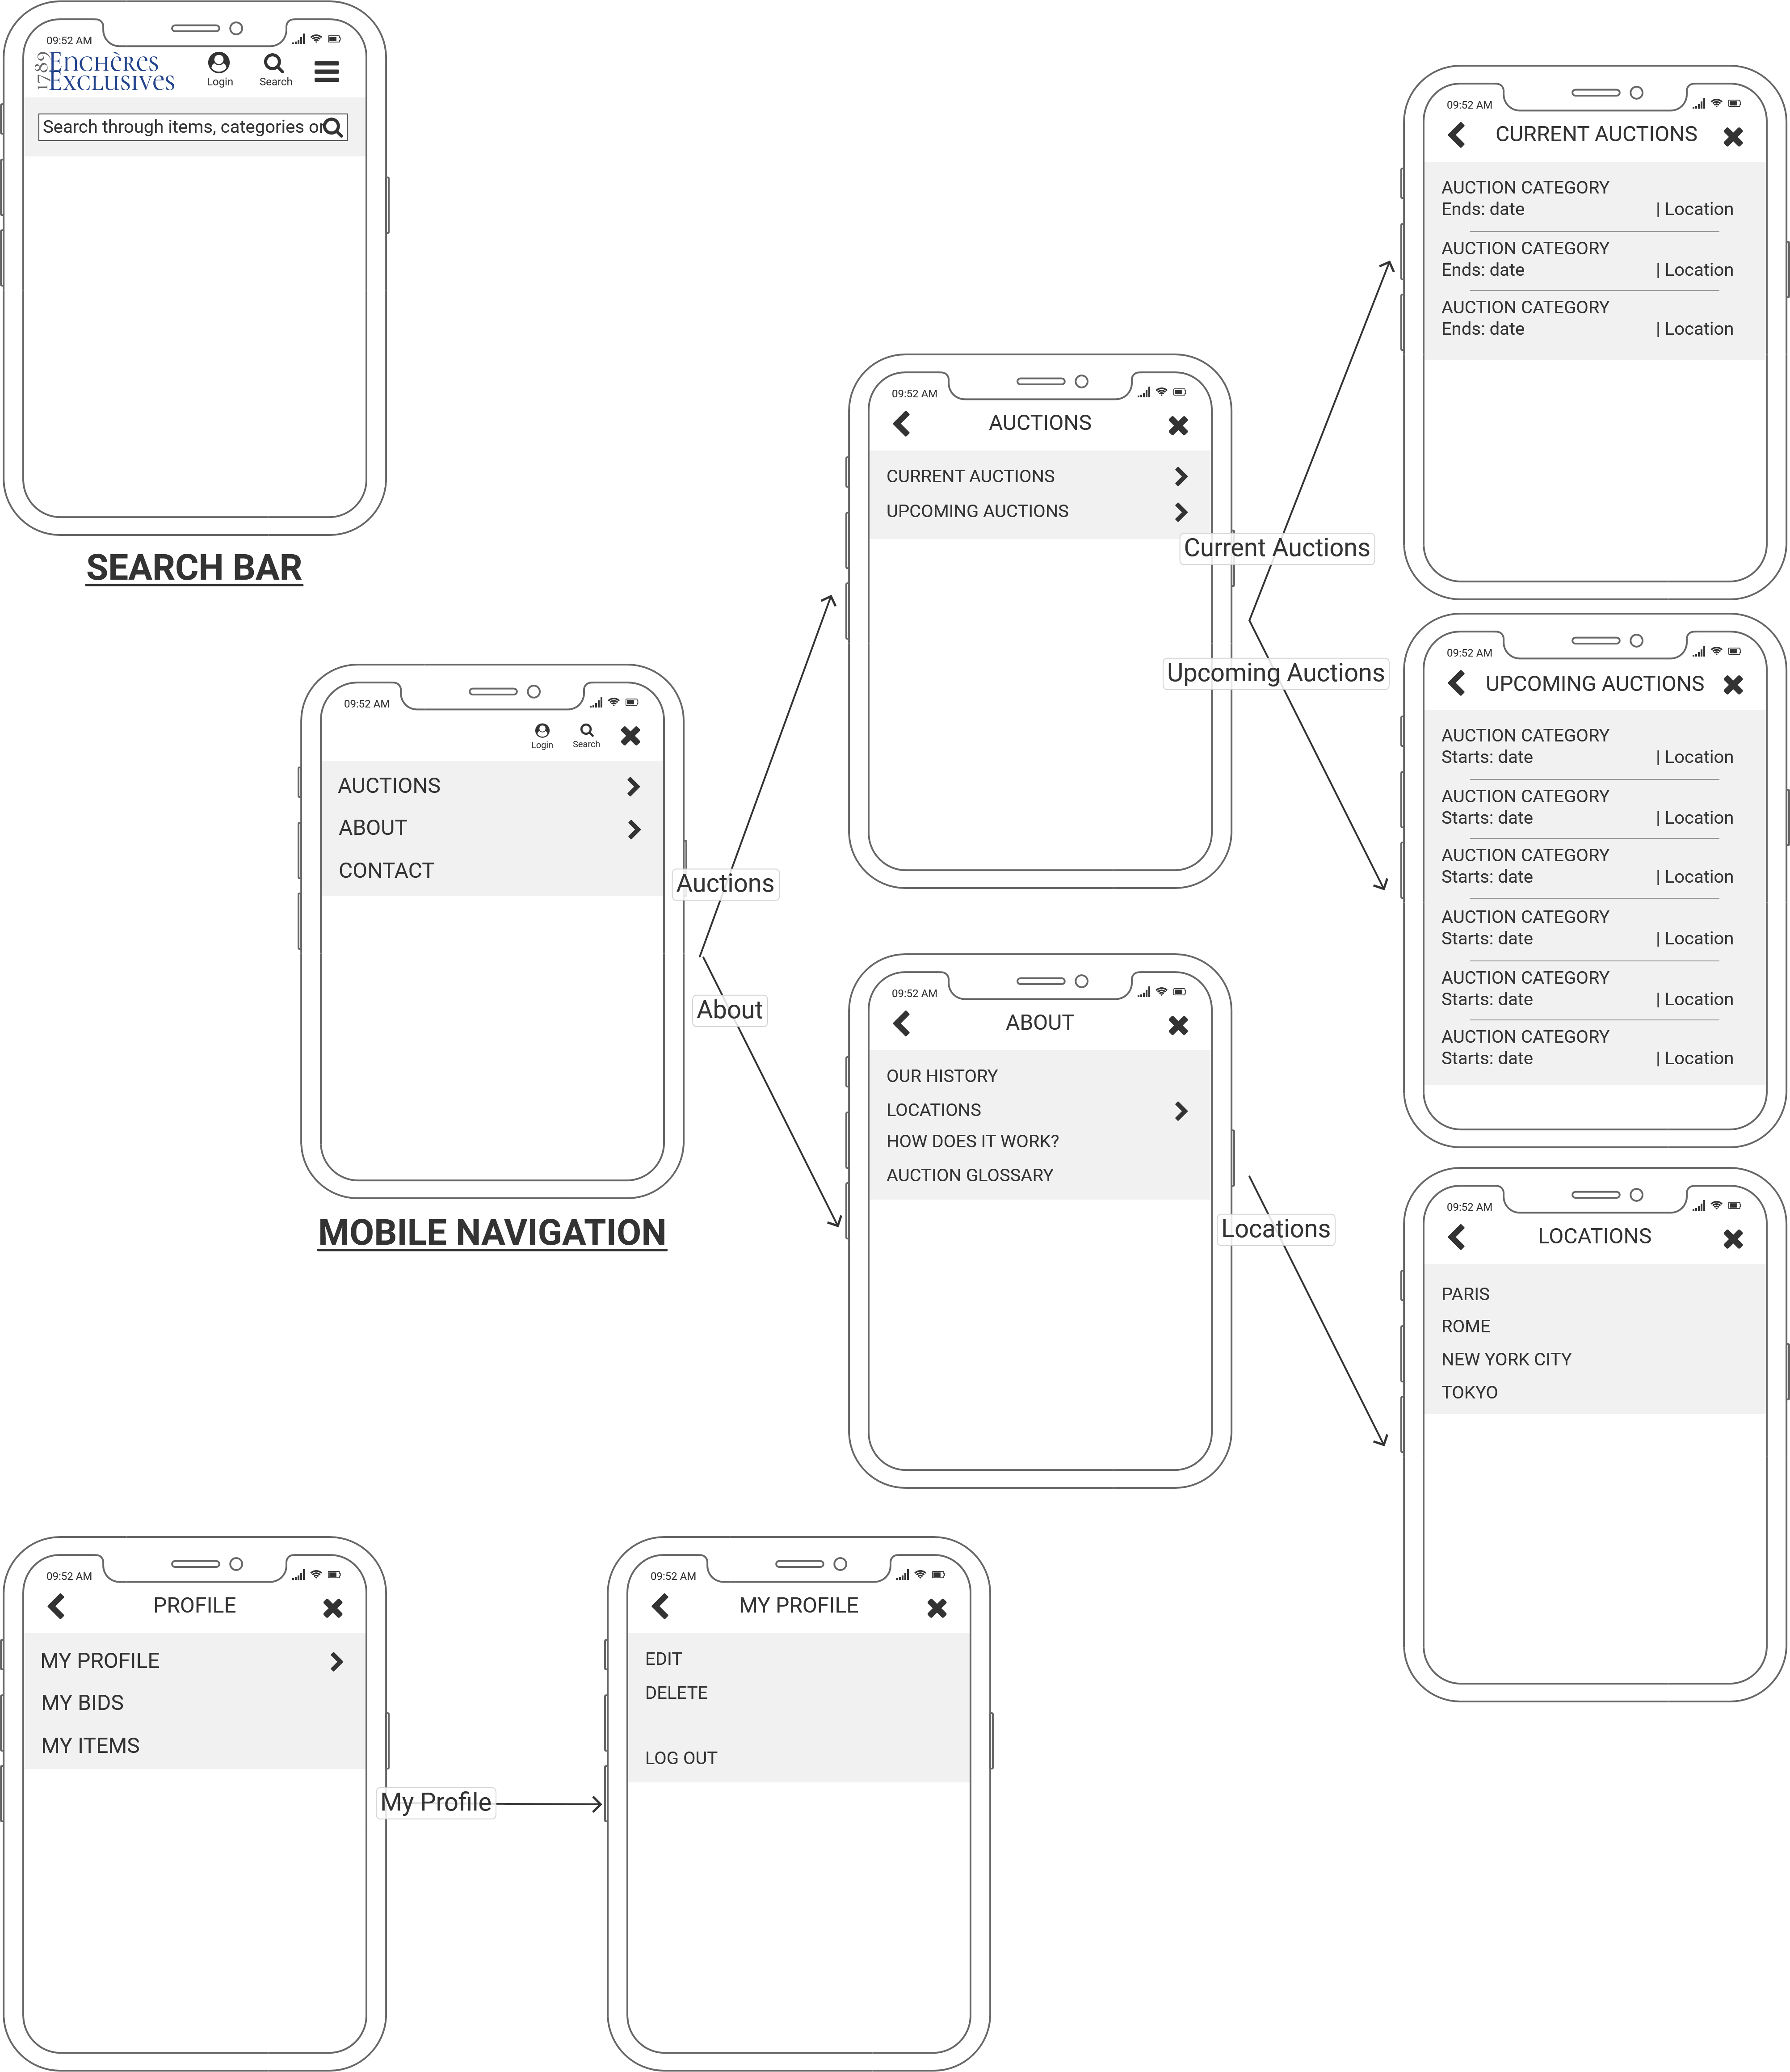 09:52 AM
1789
Enchères
Exclusives
Login
Search
Search through items, categories or
SEARCH BAR
09:52 AM
Login
Search
AUCTIONS
ABOUT
CONTACT
MOBILE NAVIGATION
Auctions
About
09:52 AM
AUCTIONS
CURRENT AUCTIONS
UPCOMING AUCTIONS
Current Auctions
Upcoming Auctions
09:52 AM
CURRENT AUCTIONS
AUCTION CATEGORY
Ends: date | Location
AUCTION CATEGORY
Ends: date | Location
AUCTION CATEGORY
Ends: date | Location
09:52 AM
UPCOMING AUCTIONS
AUCTION CATEGORY
Starts: date | Location
AUCTION CATEGORY
Starts: date | Location
AUCTION CATEGORY
Starts: date | Location
AUCTION CATEGORY
Starts: date | Location
AUCTION CATEGORY
Starts: date | Location
AUCTION CATEGORY
Starts: date | Location
09:52 AM
ABOUT
OUR HISTORY
LOCATIONS
HOW DOES IT WORK?
AUCTION GLOSSARY
Locations
09:52 AM
LOCATIONS
PARIS
ROME
NEW YORK CITY
TOKYO
09:52 AM
PROFILE
MY PROFILE
MY BIDS
MY ITEMS
My Profile
09:52 AM
MY PROFILE
EDIT
DELETE
LOG OUT